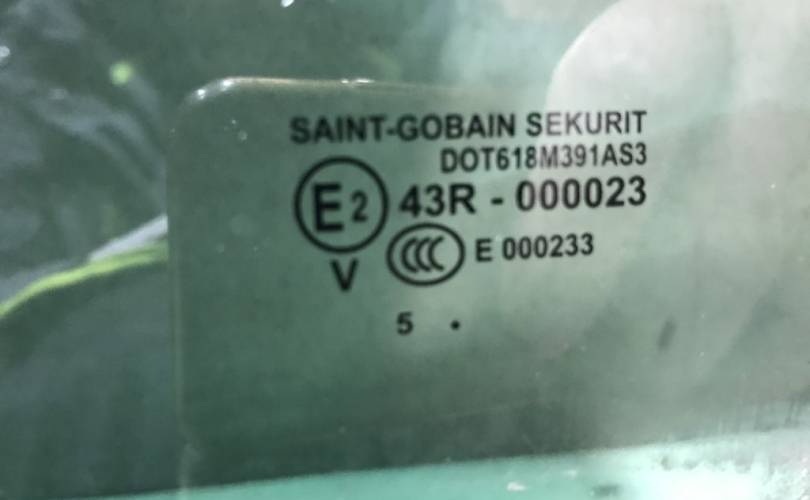 SAINT-GOBAIN SEKURIT
DOT618M391AS3
E2 43R - 000023
V CCC E 000233
5 .